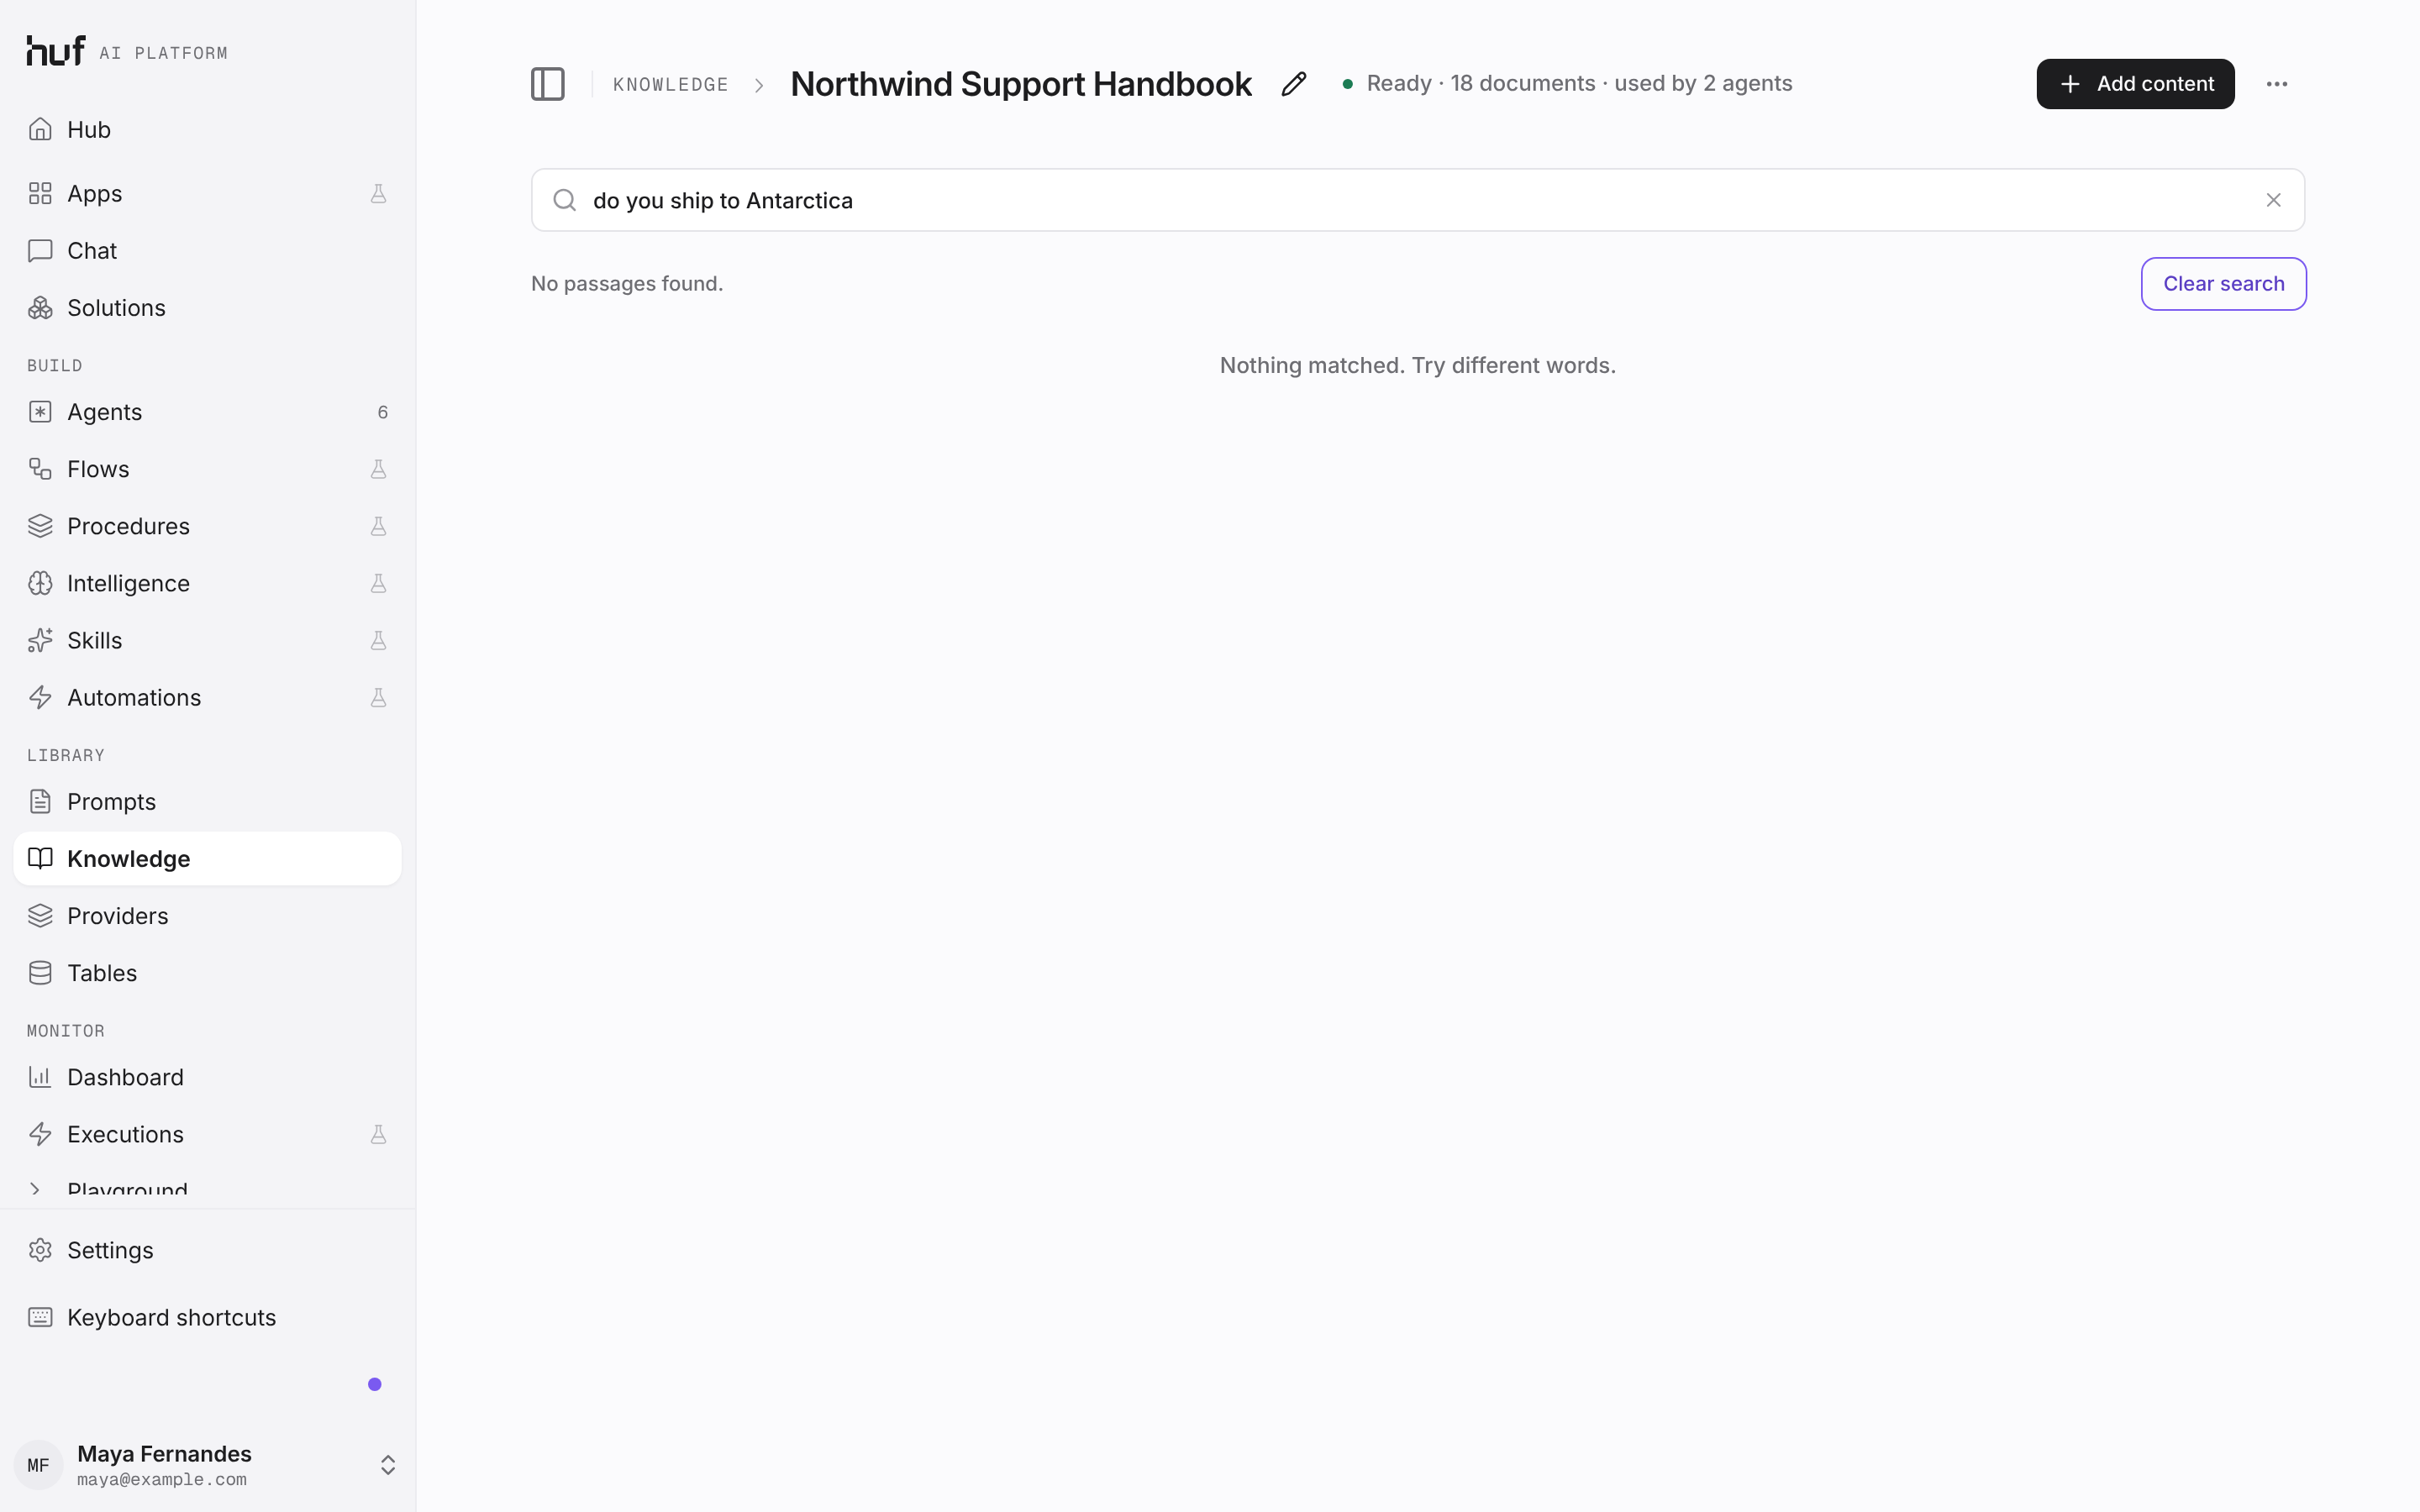 huf AI PLATFORM
Hub
Apps
Chat
Solutions
BUILD
Agents 6
Flows
Procedures
Intelligence
Skills
Automations
LIBRARY
Prompts
Knowledge
Providers
Tables
MONITOR
Dashboard
Executions
Playground
Settings
Keyboard shortcuts
MF Maya Fernandes
maya@example.com
KNOWLEDGE > Northwind Support Handbook Ready · 18 documents · used by 2 agents + Add content ...
do you ship to Antarctica
No passages found. Clear search
Nothing matched. Try different words.